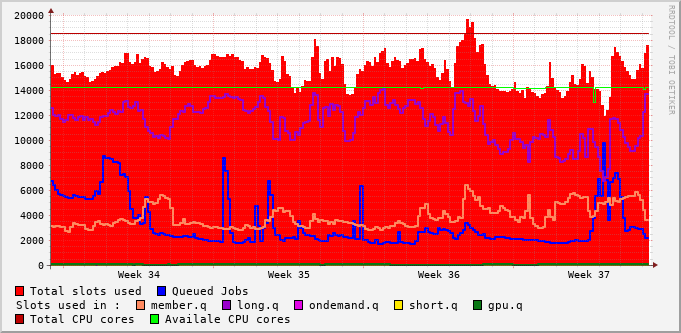 20000
18000
16000
14000
12000
10000
8000
6000
4000
2000
0
Week 34 Week 35 Week 36 Week 37
RRDTOOL / TOBI OETIKER
Total slots used Queued Jobs
Slots used in : member.q long.q ondemand.q short.q gpu.q
Total CPU cores Availale CPU cores